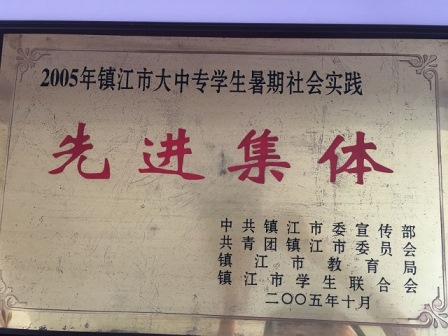 2005年镇江市大中专学生暑期社会实践
先进集体
中共镇江市委宣传部
共青团镇江市委员会
镇江市教育局
镇江市学生联合会
二〇〇五年十月